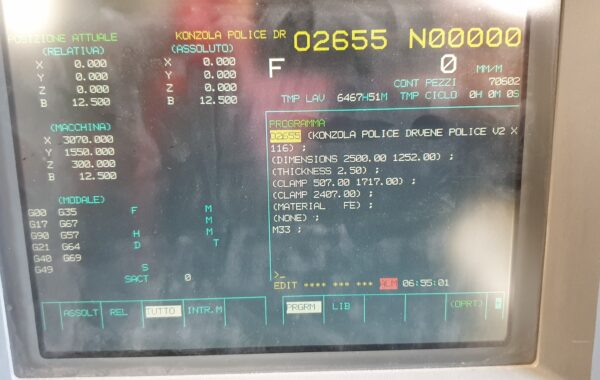 POSIZIONE ATTUALE KONZOLA POLICE DR O2655 N00000
(RELATIVA) (ASSOLUTO)
X 0.000 X 0.000
Y 0.000 Y 0.000
Z 0.000 Z 0.000
B 12.500 B 12.500
F 0 MM/M
CONT PEZZI 70602
TMP LAV 6467H51M TMP CICLO 0H 0M 0S
(MACCHINA)
X 3070.000
Y 1550.000
Z 300.000
B 12.500
(MODALE)
G00 G35 F M
G17 G67 M
G90 G57 H M
G21 G64 D T
G40 G69
G49 S
SACT 0
PROGRAMMA
O2655 (KONZOLA POLICE DRVENE POLICE V2 X
116) ;
(DIMENSIONS 2500.00 1252.00) ;
(THICKNESS 2.50) ;
(CLAMP 507.00 1717.00) ;
(CLAMP 2407.00) ;
(MATERIAL FE) ;
(NONE) ;
M33 ;
>_
EDIT **** *** *** 06:55:01
ASSOLT REL TUTTO INTR.M PRGRM LIB (OPRT)